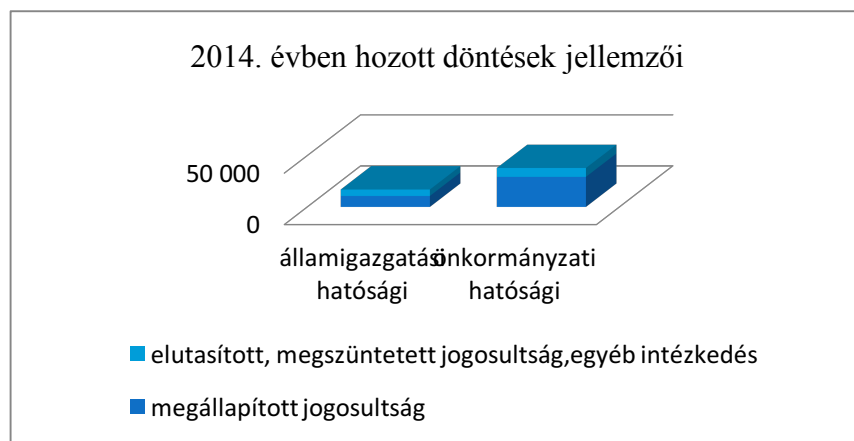 2014. évben hozott döntések jellemzői
50 000
0
államigazgatási önkormányzati
hatósági hatósági
elutasított, megszüntetett jogosultság,egyéb intézkedés
megállapított jogosultság